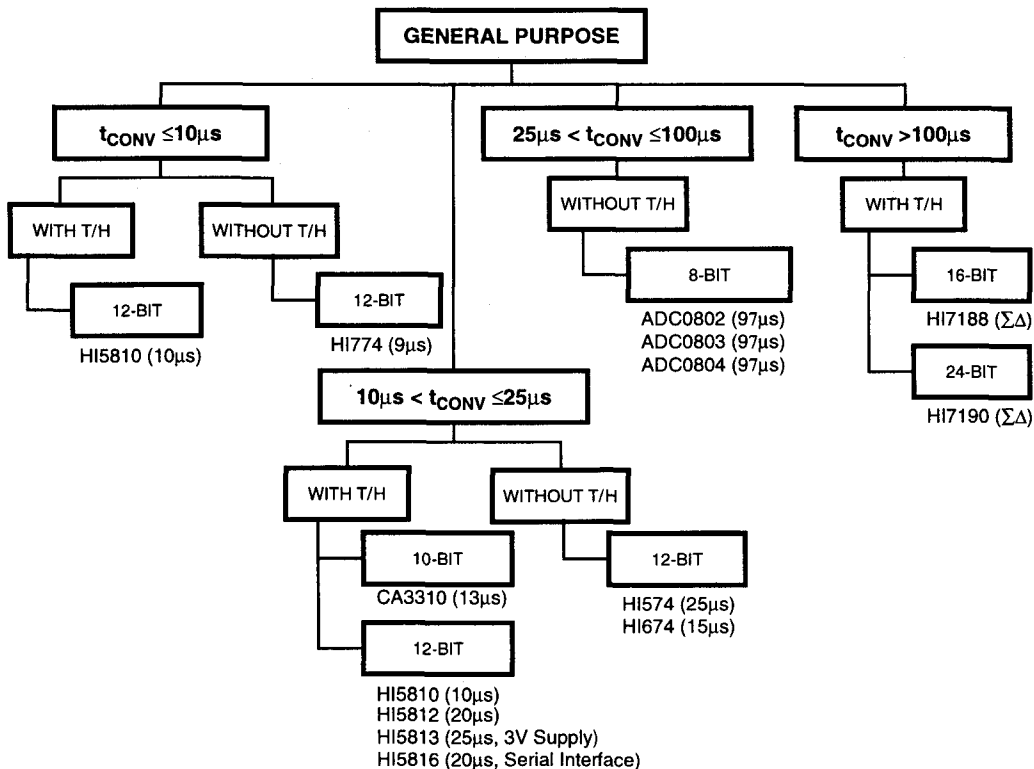 GENERAL PURPOSE
tCONV ≤10µs
25µs < tCONV ≤100µs
tCONV >100µs
WITH T/H
WITHOUT T/H
WITHOUT T/H
WITH T/H
12-BIT
HI5810 (10µs)
12-BIT
HI774 (9µs)
8-BIT
ADC0802 (97µs)
ADC0803 (97µs)
ADC0804 (97µs)
16-BIT
HI7188 (ΣΔ)
24-BIT
HI7190 (ΣΔ)
10µs < tCONV ≤25µs
WITH T/H
WITHOUT T/H
10-BIT
CA3310 (13µs)
12-BIT
HI5810 (10µs)
HI5812 (20µs)
HI5813 (25µs, 3V Supply)
HI5816 (20µs, Serial Interface)
12-BIT
HI574 (25µs)
HI674 (15µs)